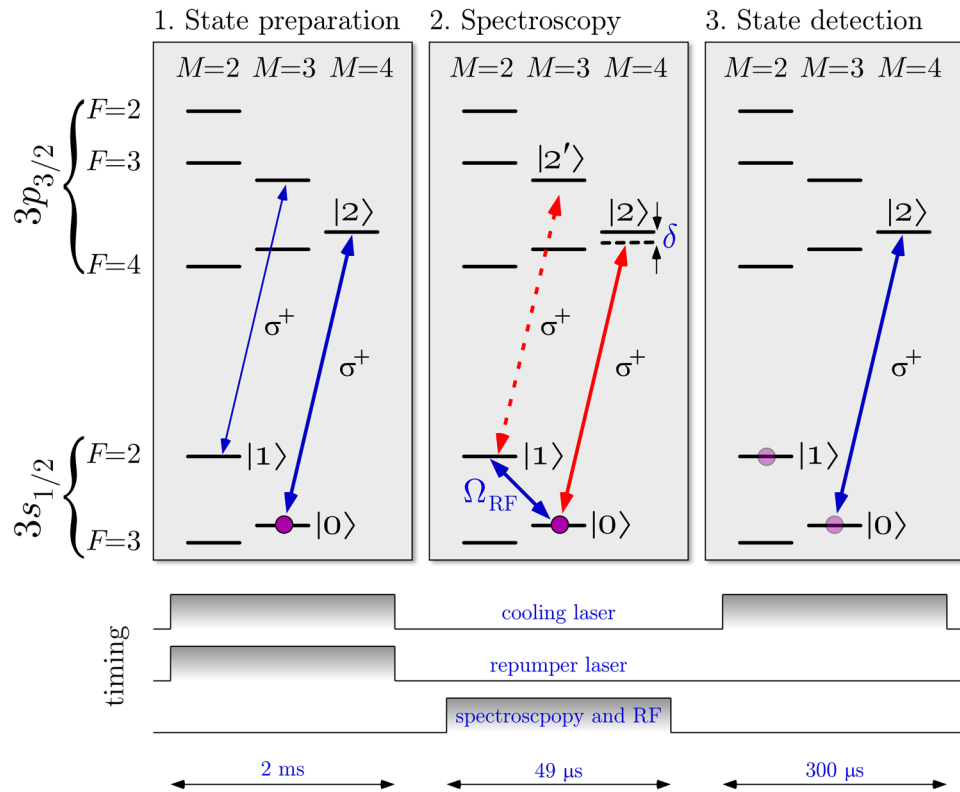 1. State preparation
2. Spectroscopy
3. State detection
M=2 M=3 M=4
M=2 M=3 M=4
M=2 M=3 M=4
3p3/2
F=2
F=3
F=4
|2⟩
σ+
σ+
|2′⟩
|2⟩
δ
σ+
σ+
|2⟩
σ+
3s1/2
F=2
F=3
|1⟩
|0⟩
|1⟩
ΩRF
|0⟩
|1⟩
|0⟩
timing
cooling laser
repumper laser
spectroscpopy and RF
2 ms
49 μs
300 μs